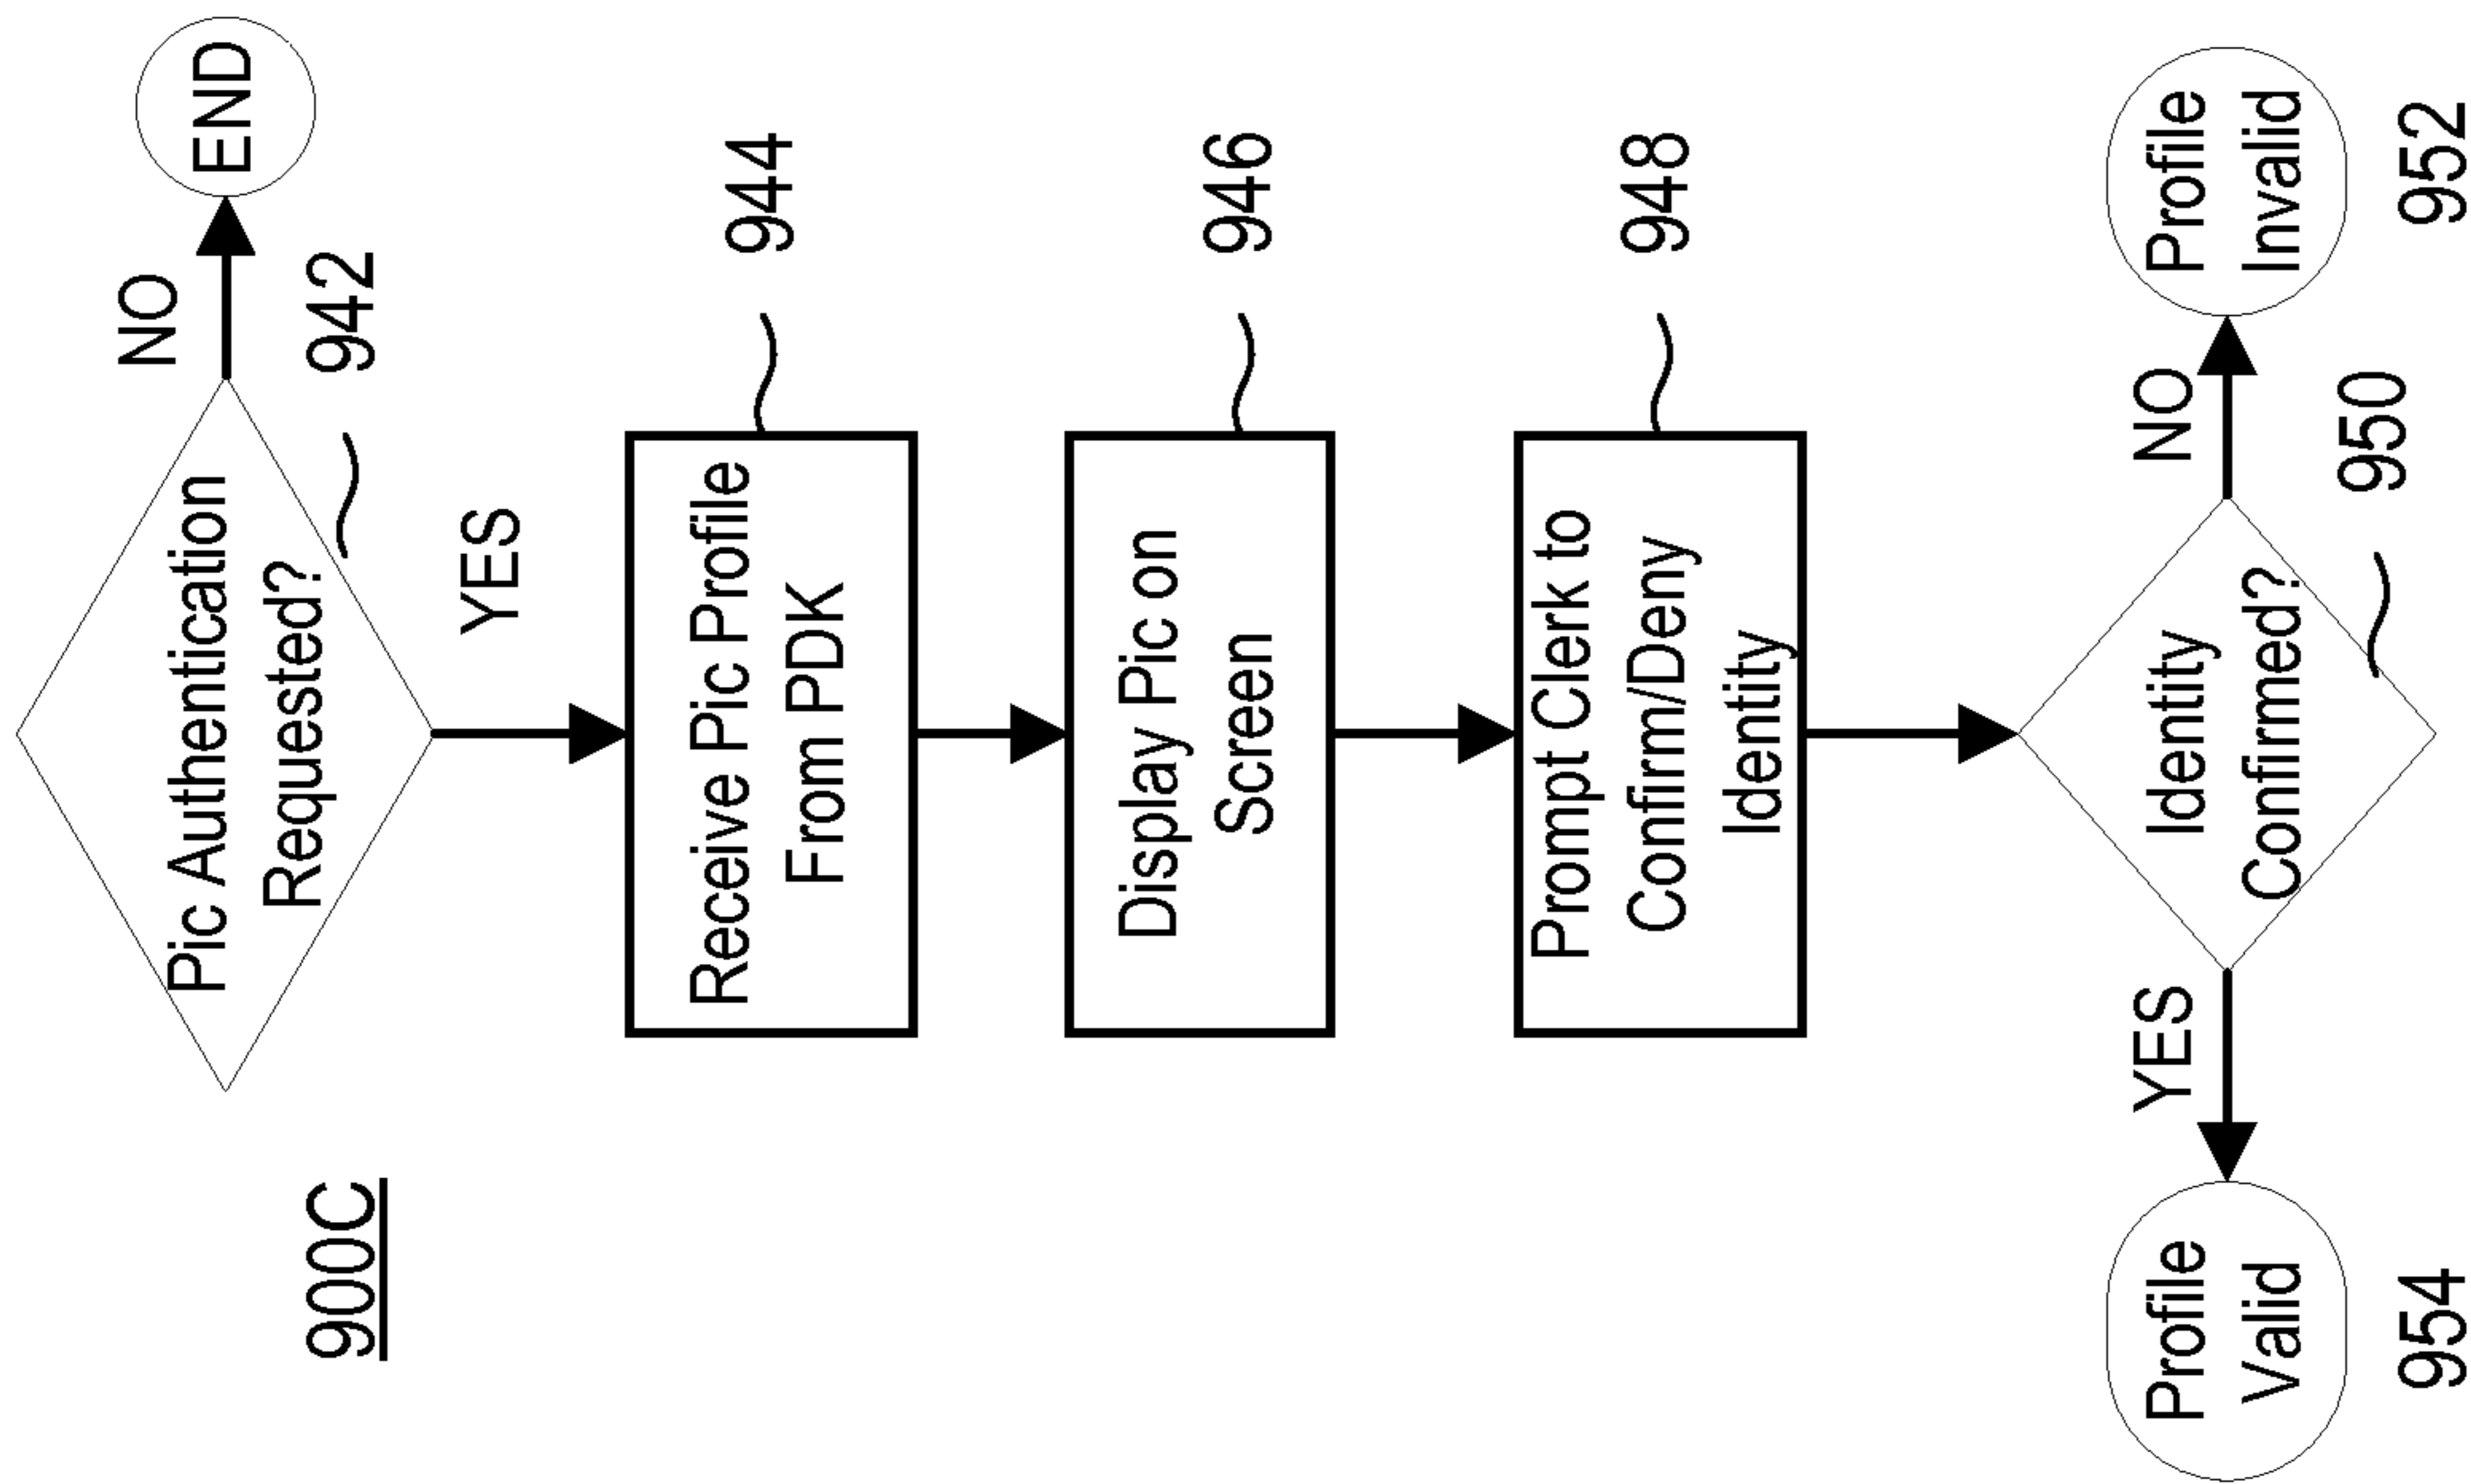 900C
Pic Authentication
Requested?
942
NO
END
YES
Receive Pic Profile
From PDK
944
Display Pic on
Screen
946
Prompt Clerk to
Confirm/Deny
Identity
948
Identity
Confirmed?
950
YES
NO
Profile
Valid
954
Profile
Invalid
952